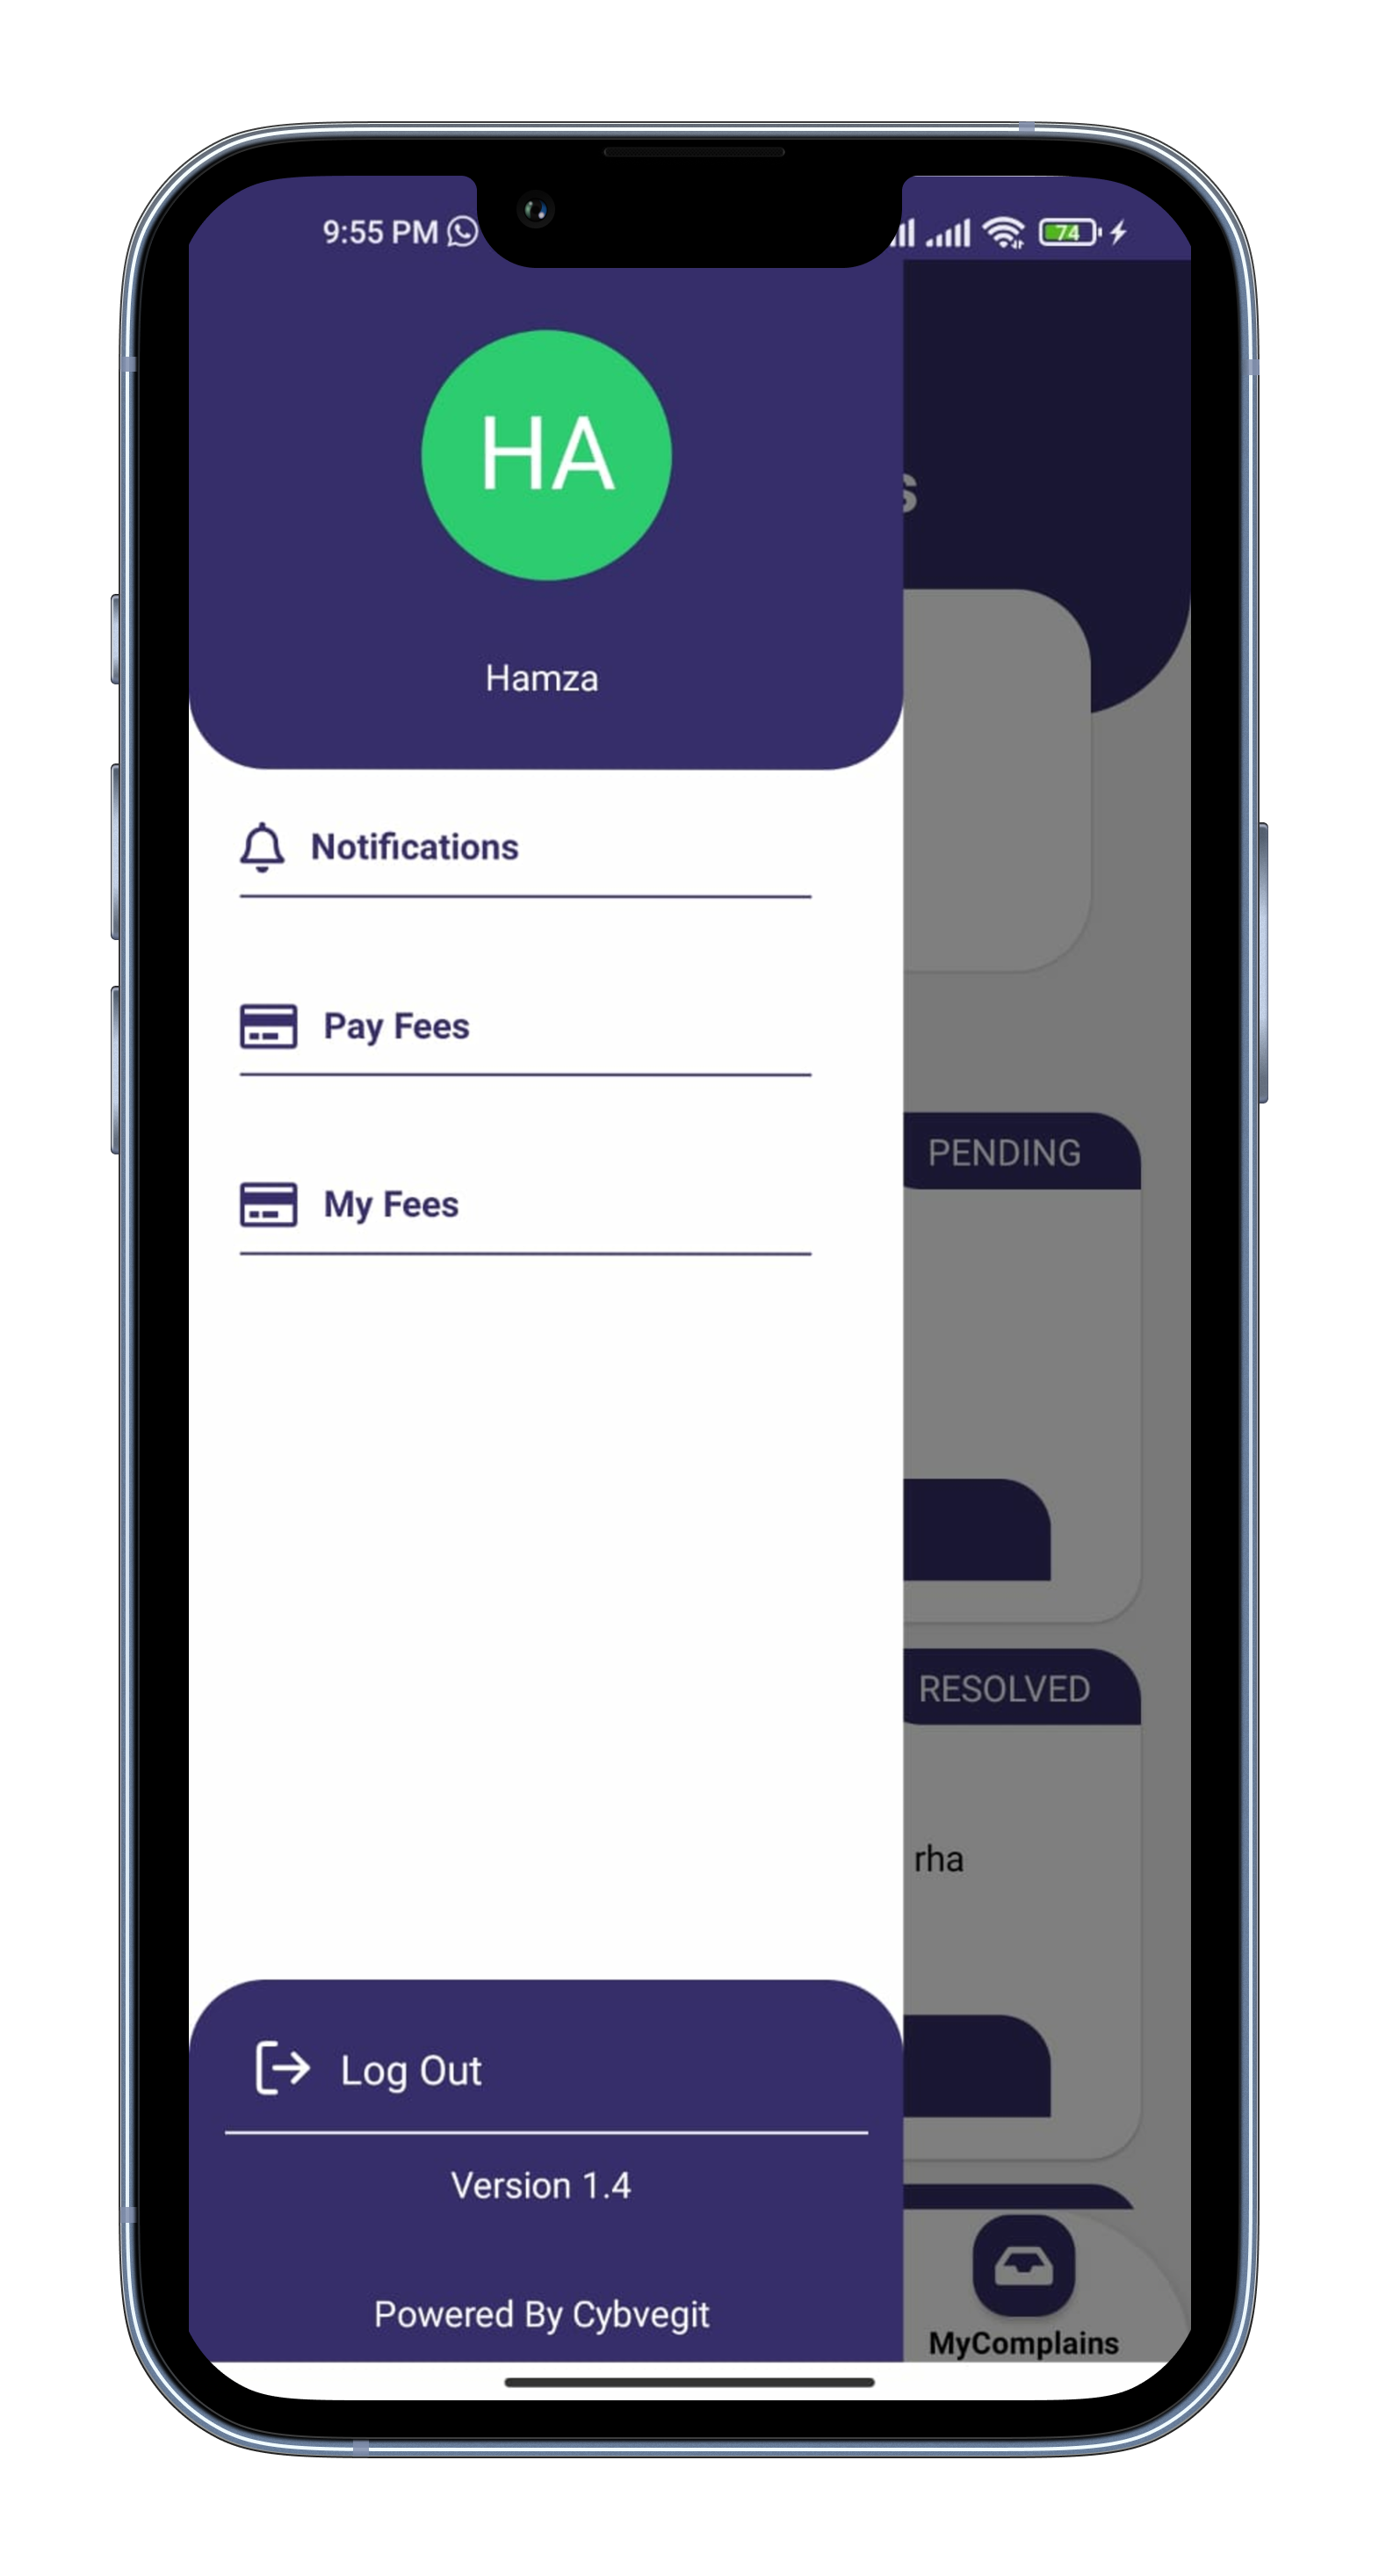 9:55 PM
74
HA
s
Hamza
Notifications
Pay Fees
My Fees
PENDING
RESOLVED
rha
Log Out
Version 1.4
Powered By Cybvegit
MyComplains